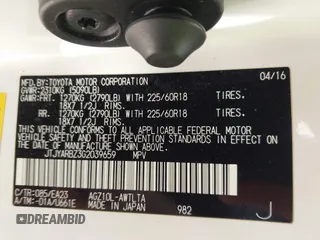 MFD.BY:TOYOTA MOTOR CORPORATION 04/16
GVWR:2310KG (5090LB)
GAWR:FRT. 1270KG (2790LB) WITH 225/60R18 TIRES.
18X7 1/2J RIMS.
RR. 1270KG (2790LB) WITH 225/60R18 TIRES,
18X7 1/2J RIMS.
THIS VEHICLE CONFORMS TO ALL APPLICABLE FEDERAL MOTOR
VEHICLE SAFETY AND THEFT PREVENTION STANDARDS IN
EFFECT ON THE DATE OF MANUFACTURE SHOWN ABOVE.
JTJYARBZ3G2039659 MPV
C/TR:085/EA23 AGZ10L-AWTLTA
A/TM:-01A/U661E MADE IN JAPAN 982 J
© DREAMBID